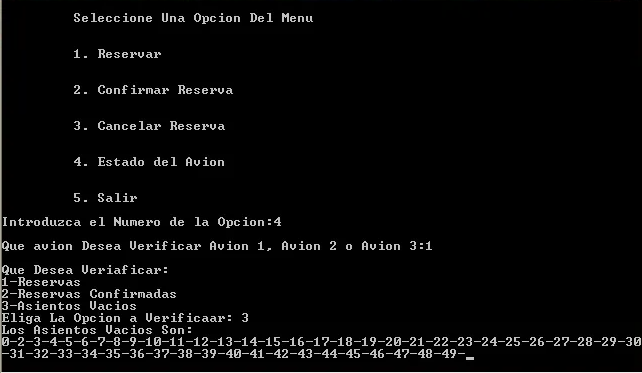 Seleccione Una Opcion Del Menu
1. Reservar
2. Confirmar Reserva
3. Cancelar Reserva
4. Estado del Avion
5. Salir
Introduzca el Numero de la Opcion:4
Que avion Desea Verificar Avion 1, Avion 2 o Avion 3:1
Que Desea Veriaficar:
1-Reservas
2-Reservas Confirmadas
3-Asientos Vacios
Eliga La Opcion a Verificaar: 3
Los Asientos Vacios Son:
0-2-3-4-5-6-7-8-9-10-11-12-13-14-15-16-17-18-19-20-21-22-23-24-25-26-27-28-29-30
-31-32-33-34-35-36-37-38-39-40-41-42-43-44-45-46-47-48-49-_